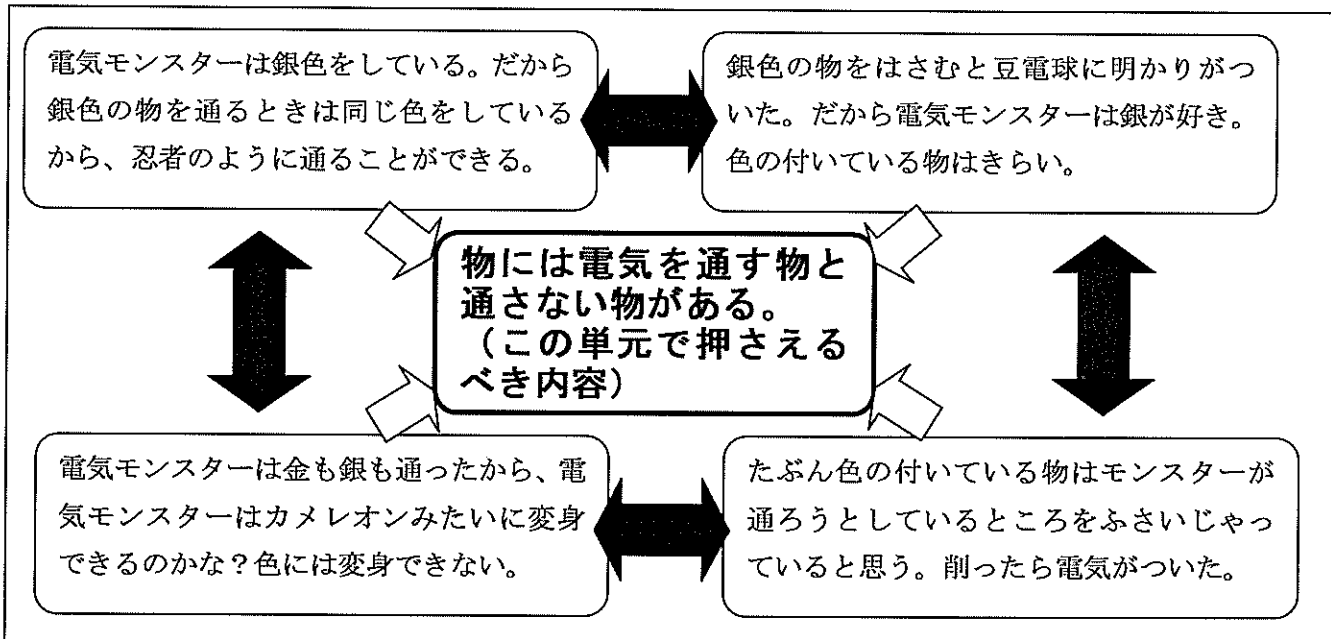 電気モンスターは銀色をしている。だから
銀色の物を通るときは同じ色をしている
から、忍者のように通ることができる。
銀色の物をはさむと豆電球に明かりがつ
いた。だから電気モンスターは銀が好き。
色の付いている物はきらい。
物には電気を通す物と
通さない物がある。
（この単元で押さえる
べき内容）
電気モンスターは金も銀も通ったから、電
気モンスターはカメレオンみたいに変身
できるのかな？色には変身できない。
たぶん色の付いている物はモンスターが
通ろうとしているところをふさいじゃっ
ていると思う。削ったら電気がついた。